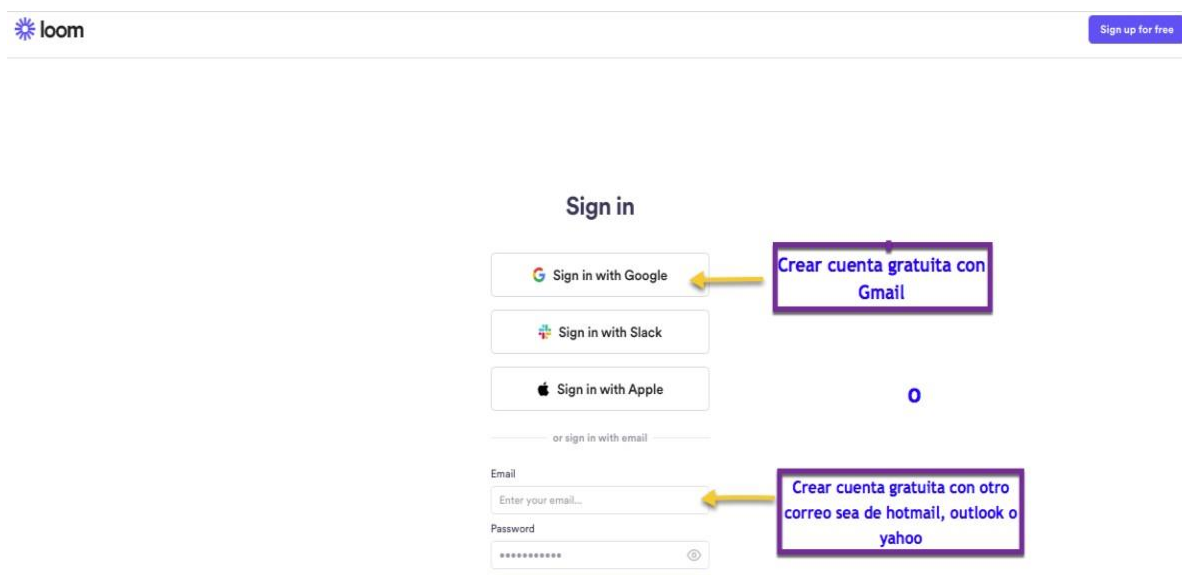 loom
Sign up for free
Sign in
Sign in with Google
Crear cuenta gratuita con
Gmail
Sign in with Slack
Sign in with Apple
o
or sign in with email
Email
Enter your email...
Crear cuenta gratuita con otro
correo sea de hotmail, outlook o
yahoo
Password
•••••••••••